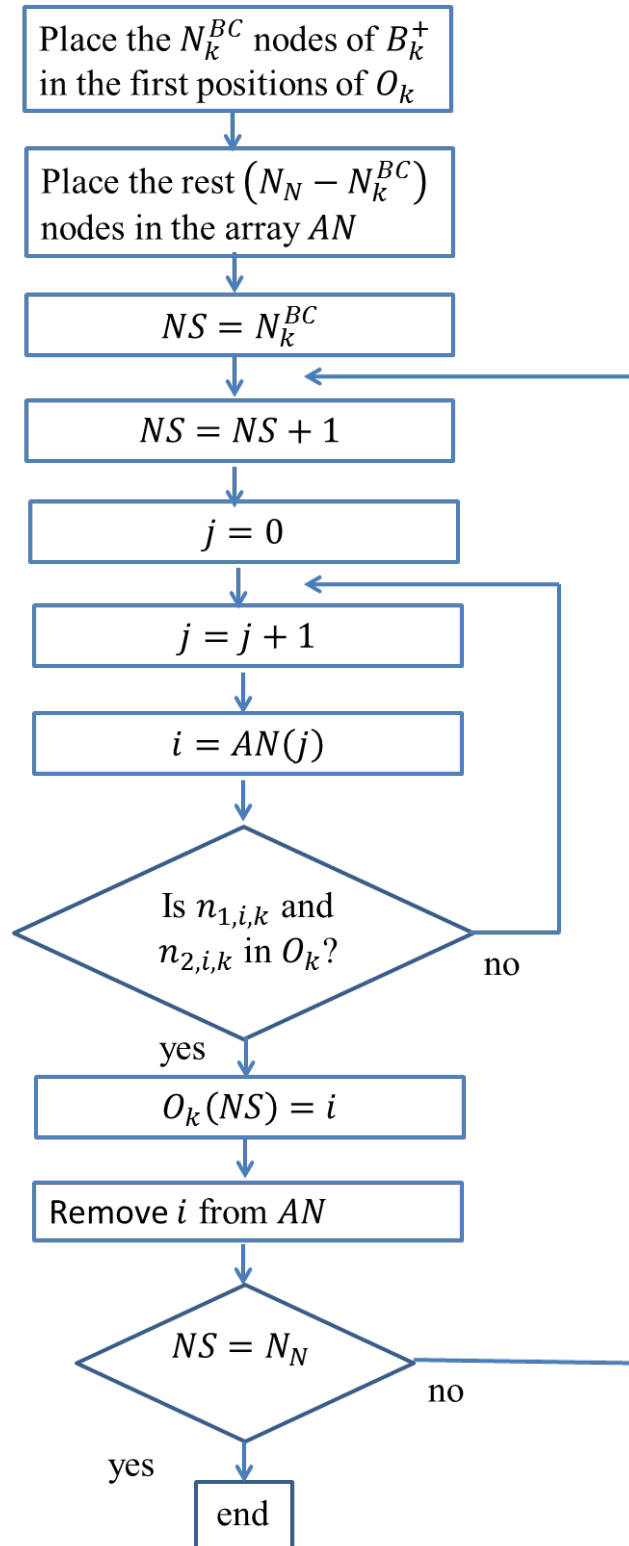 Place the $N_k^{BC}$ nodes of $B_k^+$
in the first positions of $O_k$
Place the rest $(N_N - N_k^{BC})$
nodes in the array $AN$
$NS = N_k^{BC}$
$NS = NS + 1$
$j = 0$
$j = j + 1$
$i = AN(j)$
Is $n_{1,i,k}$ and
$n_{2,i,k}$ in $O_k$?
no
yes
$O_k(NS) = i$
Remove $i$ from $AN$
$NS = N_N$
no
yes
end